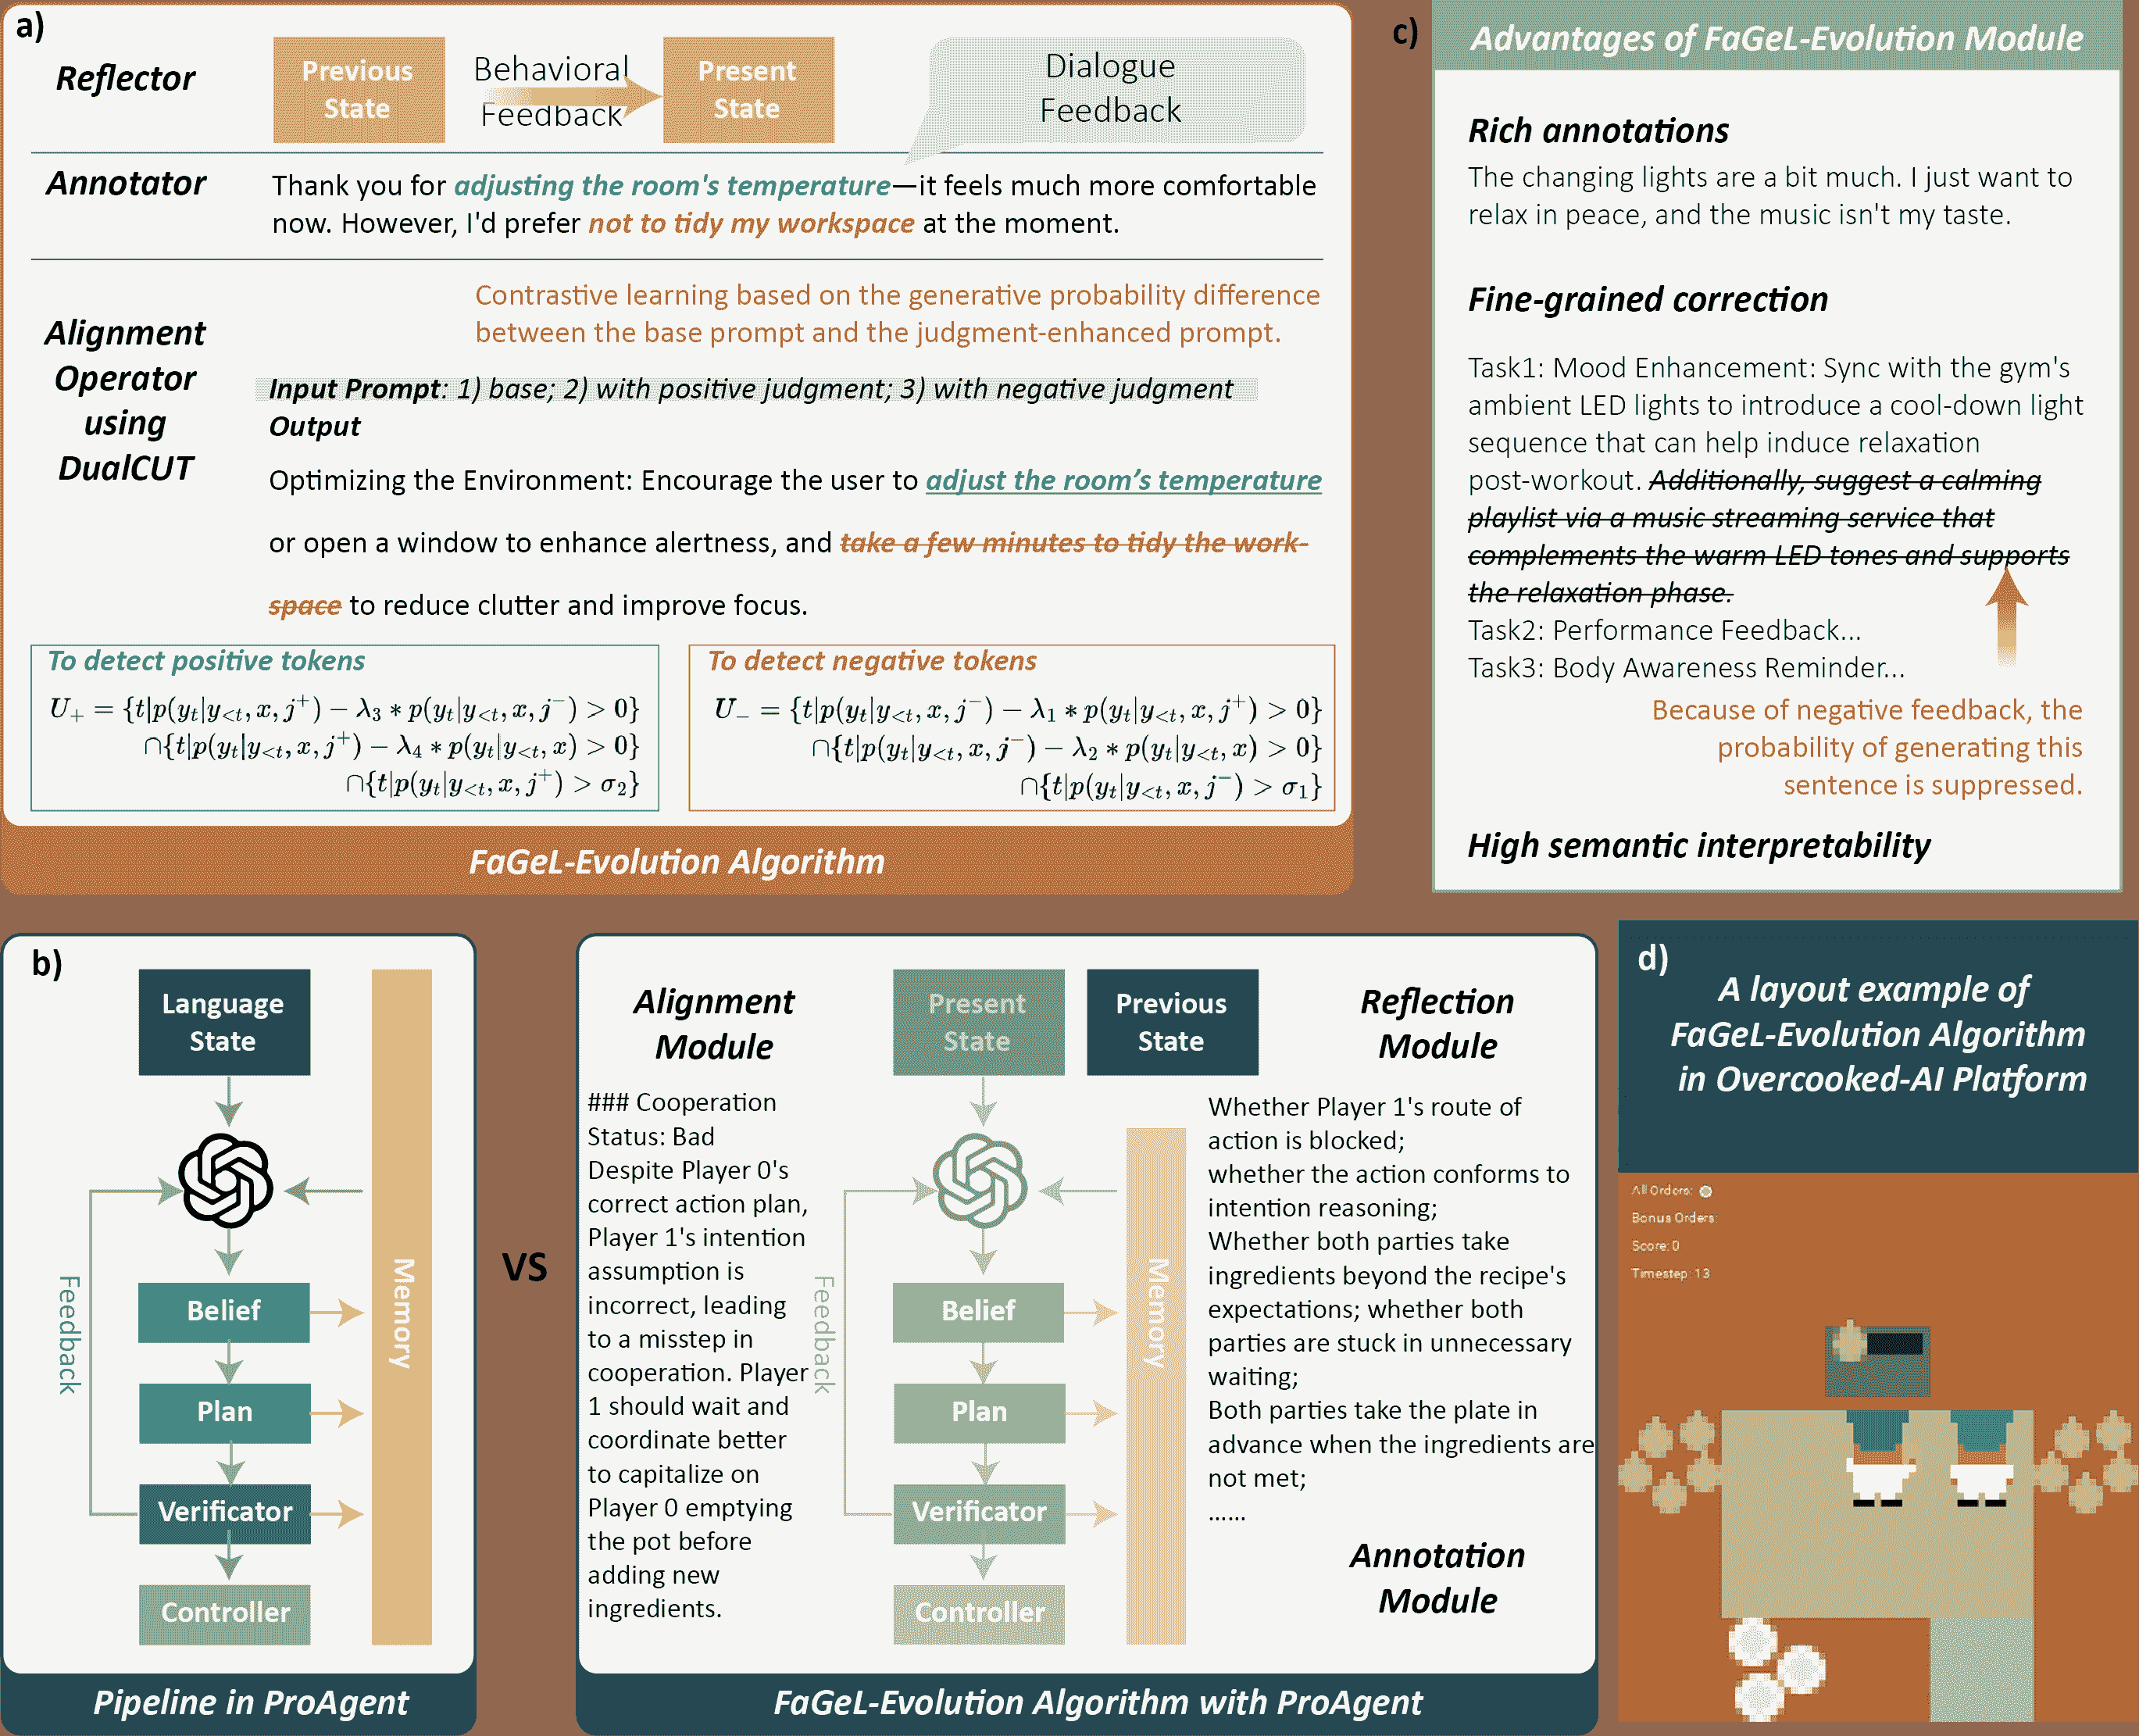 a)
Reflector
Previous
State
Behavioral
Feedback
Present
State
Dialogue
Feedback
Annotator
Thank you for adjusting the room's temperature—it feels much more comfortable
now. However, I'd prefer not to tidy my workspace at the moment.
Alignment
Operator
using
DualCUT
Contrastive learning based on the generative probability difference
between the base prompt and the judgment-enhanced prompt.
Input Prompt: 1) base; 2) with positive judgment; 3) with negative judgment
Output
Optimizing the Environment: Encourage the user to adjust the room’s temperature
or open a window to enhance alertness, and take a few minutes to tidy the work-
space to reduce clutter and improve focus.
To detect positive tokens
U₊ = {t|p(y_t|y_{<t}, x, j⁺) − λ₃ ∗ p(y_t|y_{<t}, x, j⁻) > 0}
∩{t|p(y_t|y_{<t}, x, j⁺) − λ₄ ∗ p(y_t|y_{<t}, x) > 0}
∩{t|p(y_t|y_{<t}, x, j⁺) > σ₂}
To detect negative tokens
U₋ = {t|p(y_t|y_{<t}, x, j⁻) − λ₁ ∗ p(y_t|y_{<t}, x, j⁺) > 0}
∩{t|p(y_t|y_{<t}, x, j⁻) − λ₂ ∗ p(y_t|y_{<t}, x) > 0}
∩{t|p(y_t|y_{<t}, x, j⁻) > σ₁}
FaGeL-Evolution Algorithm
c)
Advantages of FaGeL-Evolution Module
Rich annotations
The changing lights are a bit much. I just want to
relax in peace, and the music isn't my taste.
Fine-grained correction
Task1: Mood Enhancement: Sync with the gym's
ambient LED lights to introduce a cool-down light
sequence that can help induce relaxation
post-workout. Additionally, suggest a calming
playlist via a music streaming service that
complements the warm LED tones and supports
the relaxation phase.
Task2: Performance Feedback...
Task3: Body Awareness Reminder...
Because of negative feedback, the
probability of generating this
sentence is suppressed.
High semantic interpretability
b)
Language
State
Belief
Plan
Verificator
Controller
Feedback
Memory
Pipeline in ProAgent
VS
Alignment
Module
### Cooperation
Status: Bad
Despite Player 0's
correct action plan,
Player 1's intention
assumption is
incorrect, leading
to a misstep in
cooperation. Player
1 should wait and
coordinate better
to capitalize on
Player 0 emptying
the pot before
adding new
ingredients.
Present
State
Previous
State
Belief
Plan
Verificator
Controller
Feedback
Memory
Reflection
Module
Whether Player 1's route of
action is blocked;
whether the action conforms to
intention reasoning;
Whether both parties take
ingredients beyond the recipe's
expectations; whether both
parties are stuck in unnecessary
waiting;
Both parties take the plate in
advance when the ingredients are
not met;
......
Annotation
Module
FaGeL-Evolution Algorithm with ProAgent
d)
A layout example of
FaGeL-Evolution Algorithm
in Overcooked-AI Platform
All Orders:
Bonus Orders:
Score: 0
Timestep: 13